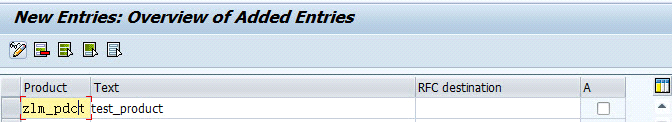 New Entries: Overview of Added Entries
Product Text RFC destination A
zlm_pdct test_product